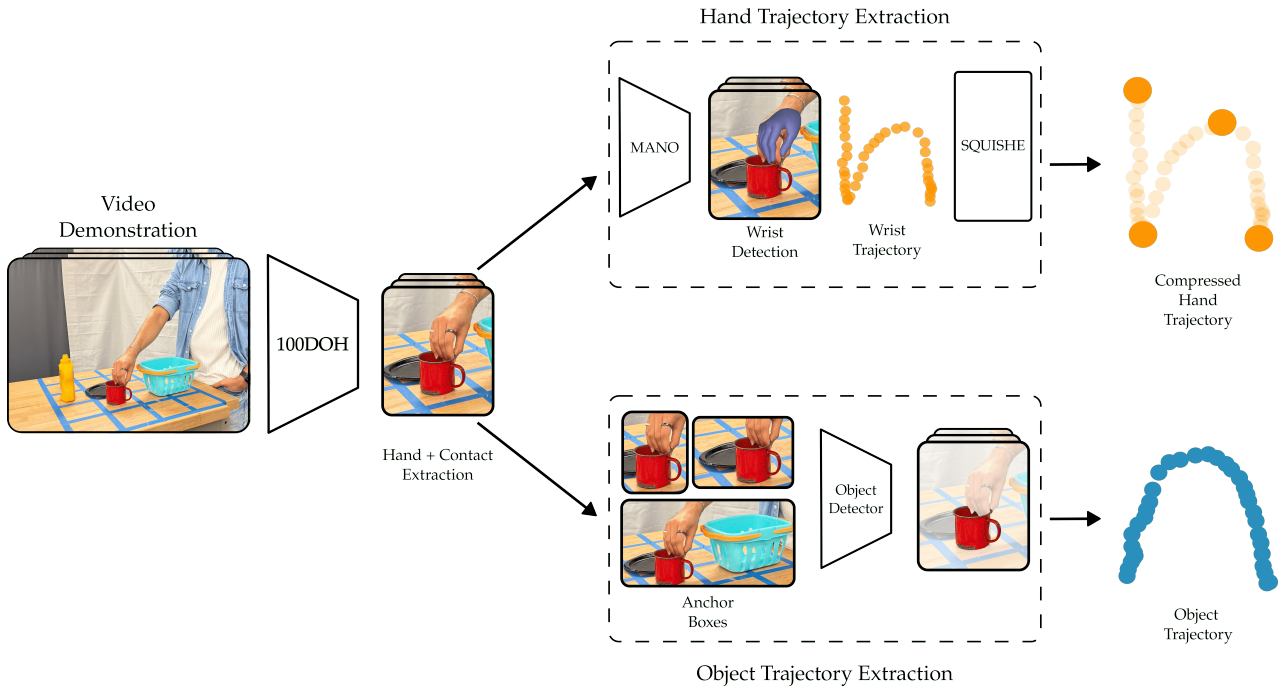 Hand Trajectory Extraction
MANO
SQUISHE
Wrist
Detection
Wrist
Trajectory
Compressed
Hand
Trajectory
Video
Demonstration
100DOH
Hand + Contact
Extraction
Object
Detector
Anchor
Boxes
Object
Trajectory
Object Trajectory Extraction